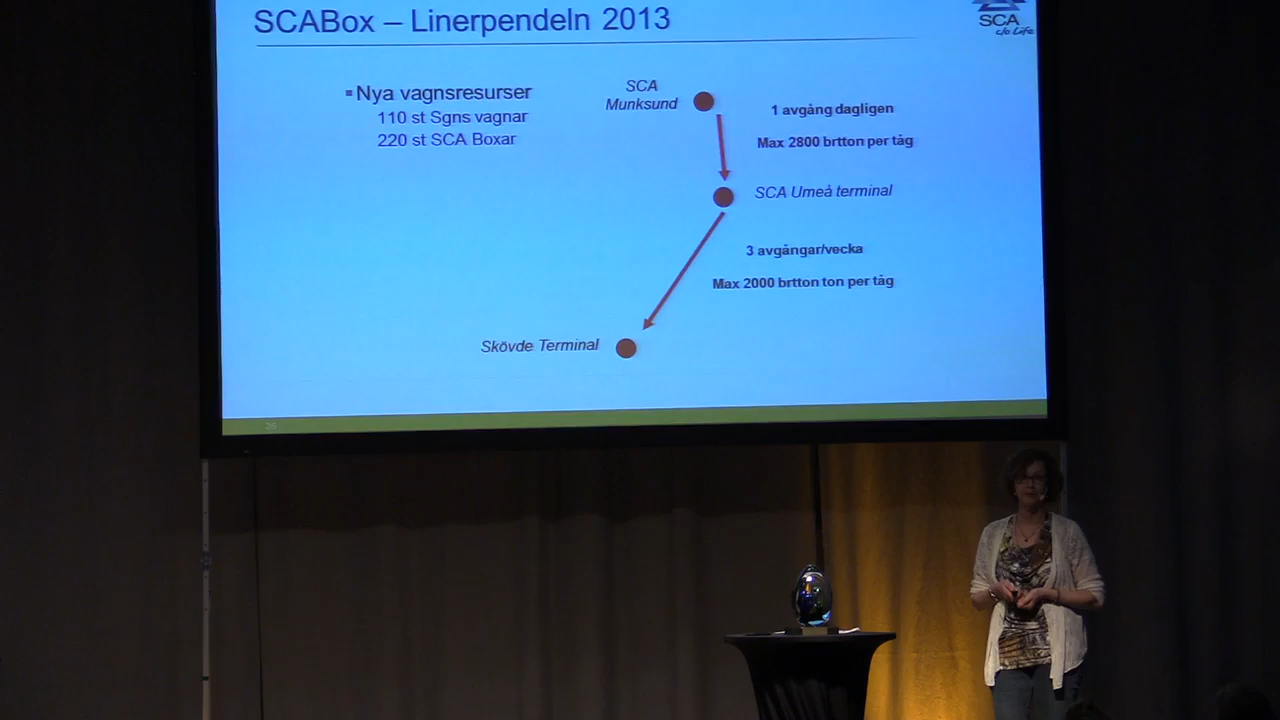 SCABox – Linerpendeln 2013
SCA
c/o Life
▪Nya vagnsresurser
110 st Sgns vagnar
220 st SCA Boxar
SCA
Munksund
1 avgång dagligen
Max 2800 brtton per tåg
SCA Umeå terminal
3 avgångar/vecka
Max 2000 brtton ton per tåg
Skövde Terminal
26